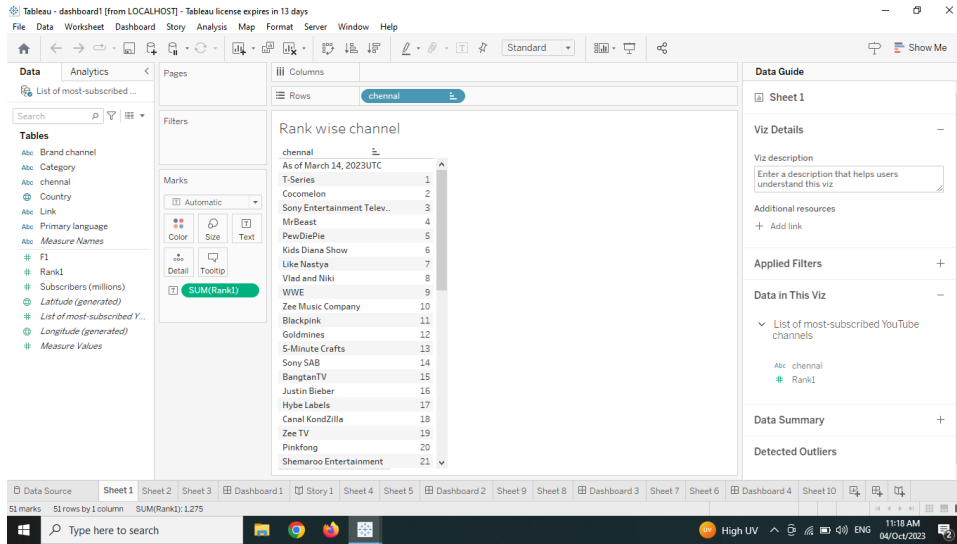 Tableau - dashboard1 [from LOCALHOST] - Tableau license expires in 13 days
File Data Worksheet Dashboard Story Analysis Map Format Server Window Help
Standard
Show Me
Data Analytics
List of most-subscribed ...
Search
Tables
Abc Brand channel
Abc Category
Abc chennal
Country
Abc Link
Abc Primary language
Abc Measure Names
# F1
# Rank1
# Subscribers (millions)
Latitude (generated)
# List of most-subscribed Y...
Longitude (generated)
# Measure Values
Pages
Filters
Marks
Automatic
Color Size Text
Detail Tooltip
SUM(Rank1)
Columns
Rows chennal
Rank wise channel
chennal
As of March 14, 2023UTC
T-Series 1
Cocomelon 2
Sony Entertainment Telev.. 3
MrBeast 4
PewDiePie 5
Kids Diana Show 6
Like Nastya 7
Vlad and Niki 8
WWE 9
Zee Music Company 10
Blackpink 11
Goldmines 12
5-Minute Crafts 13
Sony SAB 14
BangtanTV 15
Justin Bieber 16
Hybe Labels 17
Canal KondZilla 18
Zee TV 19
Pinkfong 20
Shemaroo Entertainment 21
Data Guide
Sheet 1
Viz Details
Viz description
Enter a description that helps users
understand this viz
Additional resources
+ Add link
Applied Filters
Data in This Viz
List of most-subscribed YouTube
channels
Abc chennal
# Rank1
Data Summary
Detected Outliers
Data Source Sheet 1 Sheet 2 Sheet 3 Dashboard 1 Story 1 Sheet 4 Sheet 5 Dashboard 2 Sheet 9 Sheet 8 Dashboard 3 Sheet 7 Sheet 6 Dashboard 4 Sheet 10
51 marks 51 rows by 1 column SUM(Rank1): 1,275
Type here to search
High UV ENG
11:18 AM
04/Oct/2023
2